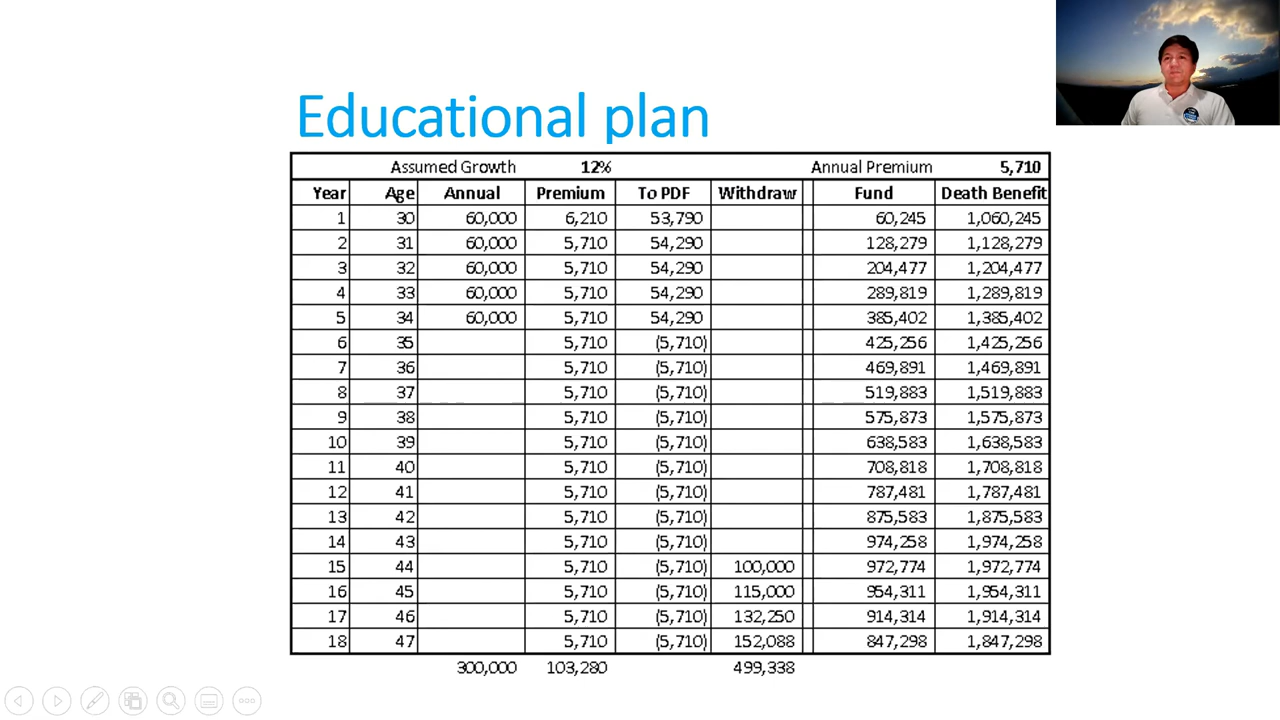 Educational plan
Assumed Growth 12% Annual Premium 5,710
Year Age Annual Premium To PDF Withdraw Fund Death Benefit
1 30 60,000 6,210 53,790 60,245 1,060,245
2 31 60,000 5,710 54,290 128,279 1,128,279
3 32 60,000 5,710 54,290 204,477 1,204,477
4 33 60,000 5,710 54,290 289,819 1,289,819
5 34 60,000 5,710 54,290 385,402 1,385,402
6 35 5,710 (5,710) 425,256 1,425,256
7 36 5,710 (5,710) 469,891 1,469,891
8 37 5,710 (5,710) 519,883 1,519,883
9 38 5,710 (5,710) 575,873 1,575,873
10 39 5,710 (5,710) 638,583 1,638,583
11 40 5,710 (5,710) 708,818 1,708,818
12 41 5,710 (5,710) 787,481 1,787,481
13 42 5,710 (5,710) 875,583 1,875,583
14 43 5,710 (5,710) 974,258 1,974,258
15 44 5,710 (5,710) 100,000 972,774 1,972,774
16 45 5,710 (5,710) 115,000 954,311 1,954,311
17 46 5,710 (5,710) 132,250 914,314 1,914,314
18 47 5,710 (5,710) 152,088 847,298 1,847,298
300,000 103,280 499,338